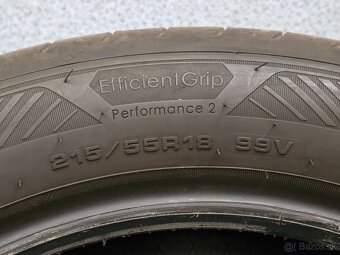 EfficientGrip
Performance 2
215/55R18 99V